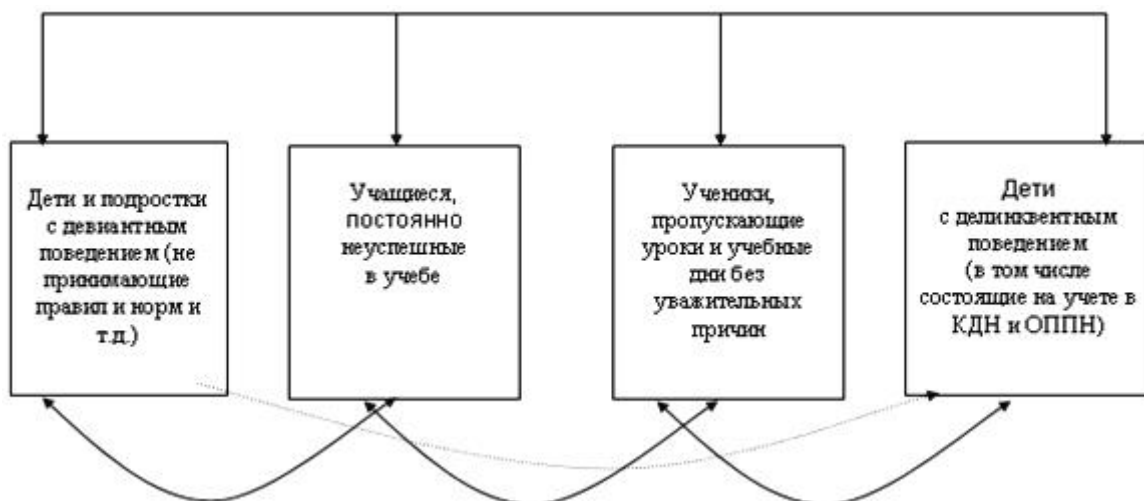 Дети и подростки
с девиантным
поведением (не
принимающие
правил и норм и
т.д.)
Учащиеся,
постоянно
неуспешные
в учебе
Ученики,
пропускающие
уроки и учебные
дни без
уважительных
причин
Дети
с делинквентным
поведением
(в том числе
состоящие на учете в
КДН и ОППН)